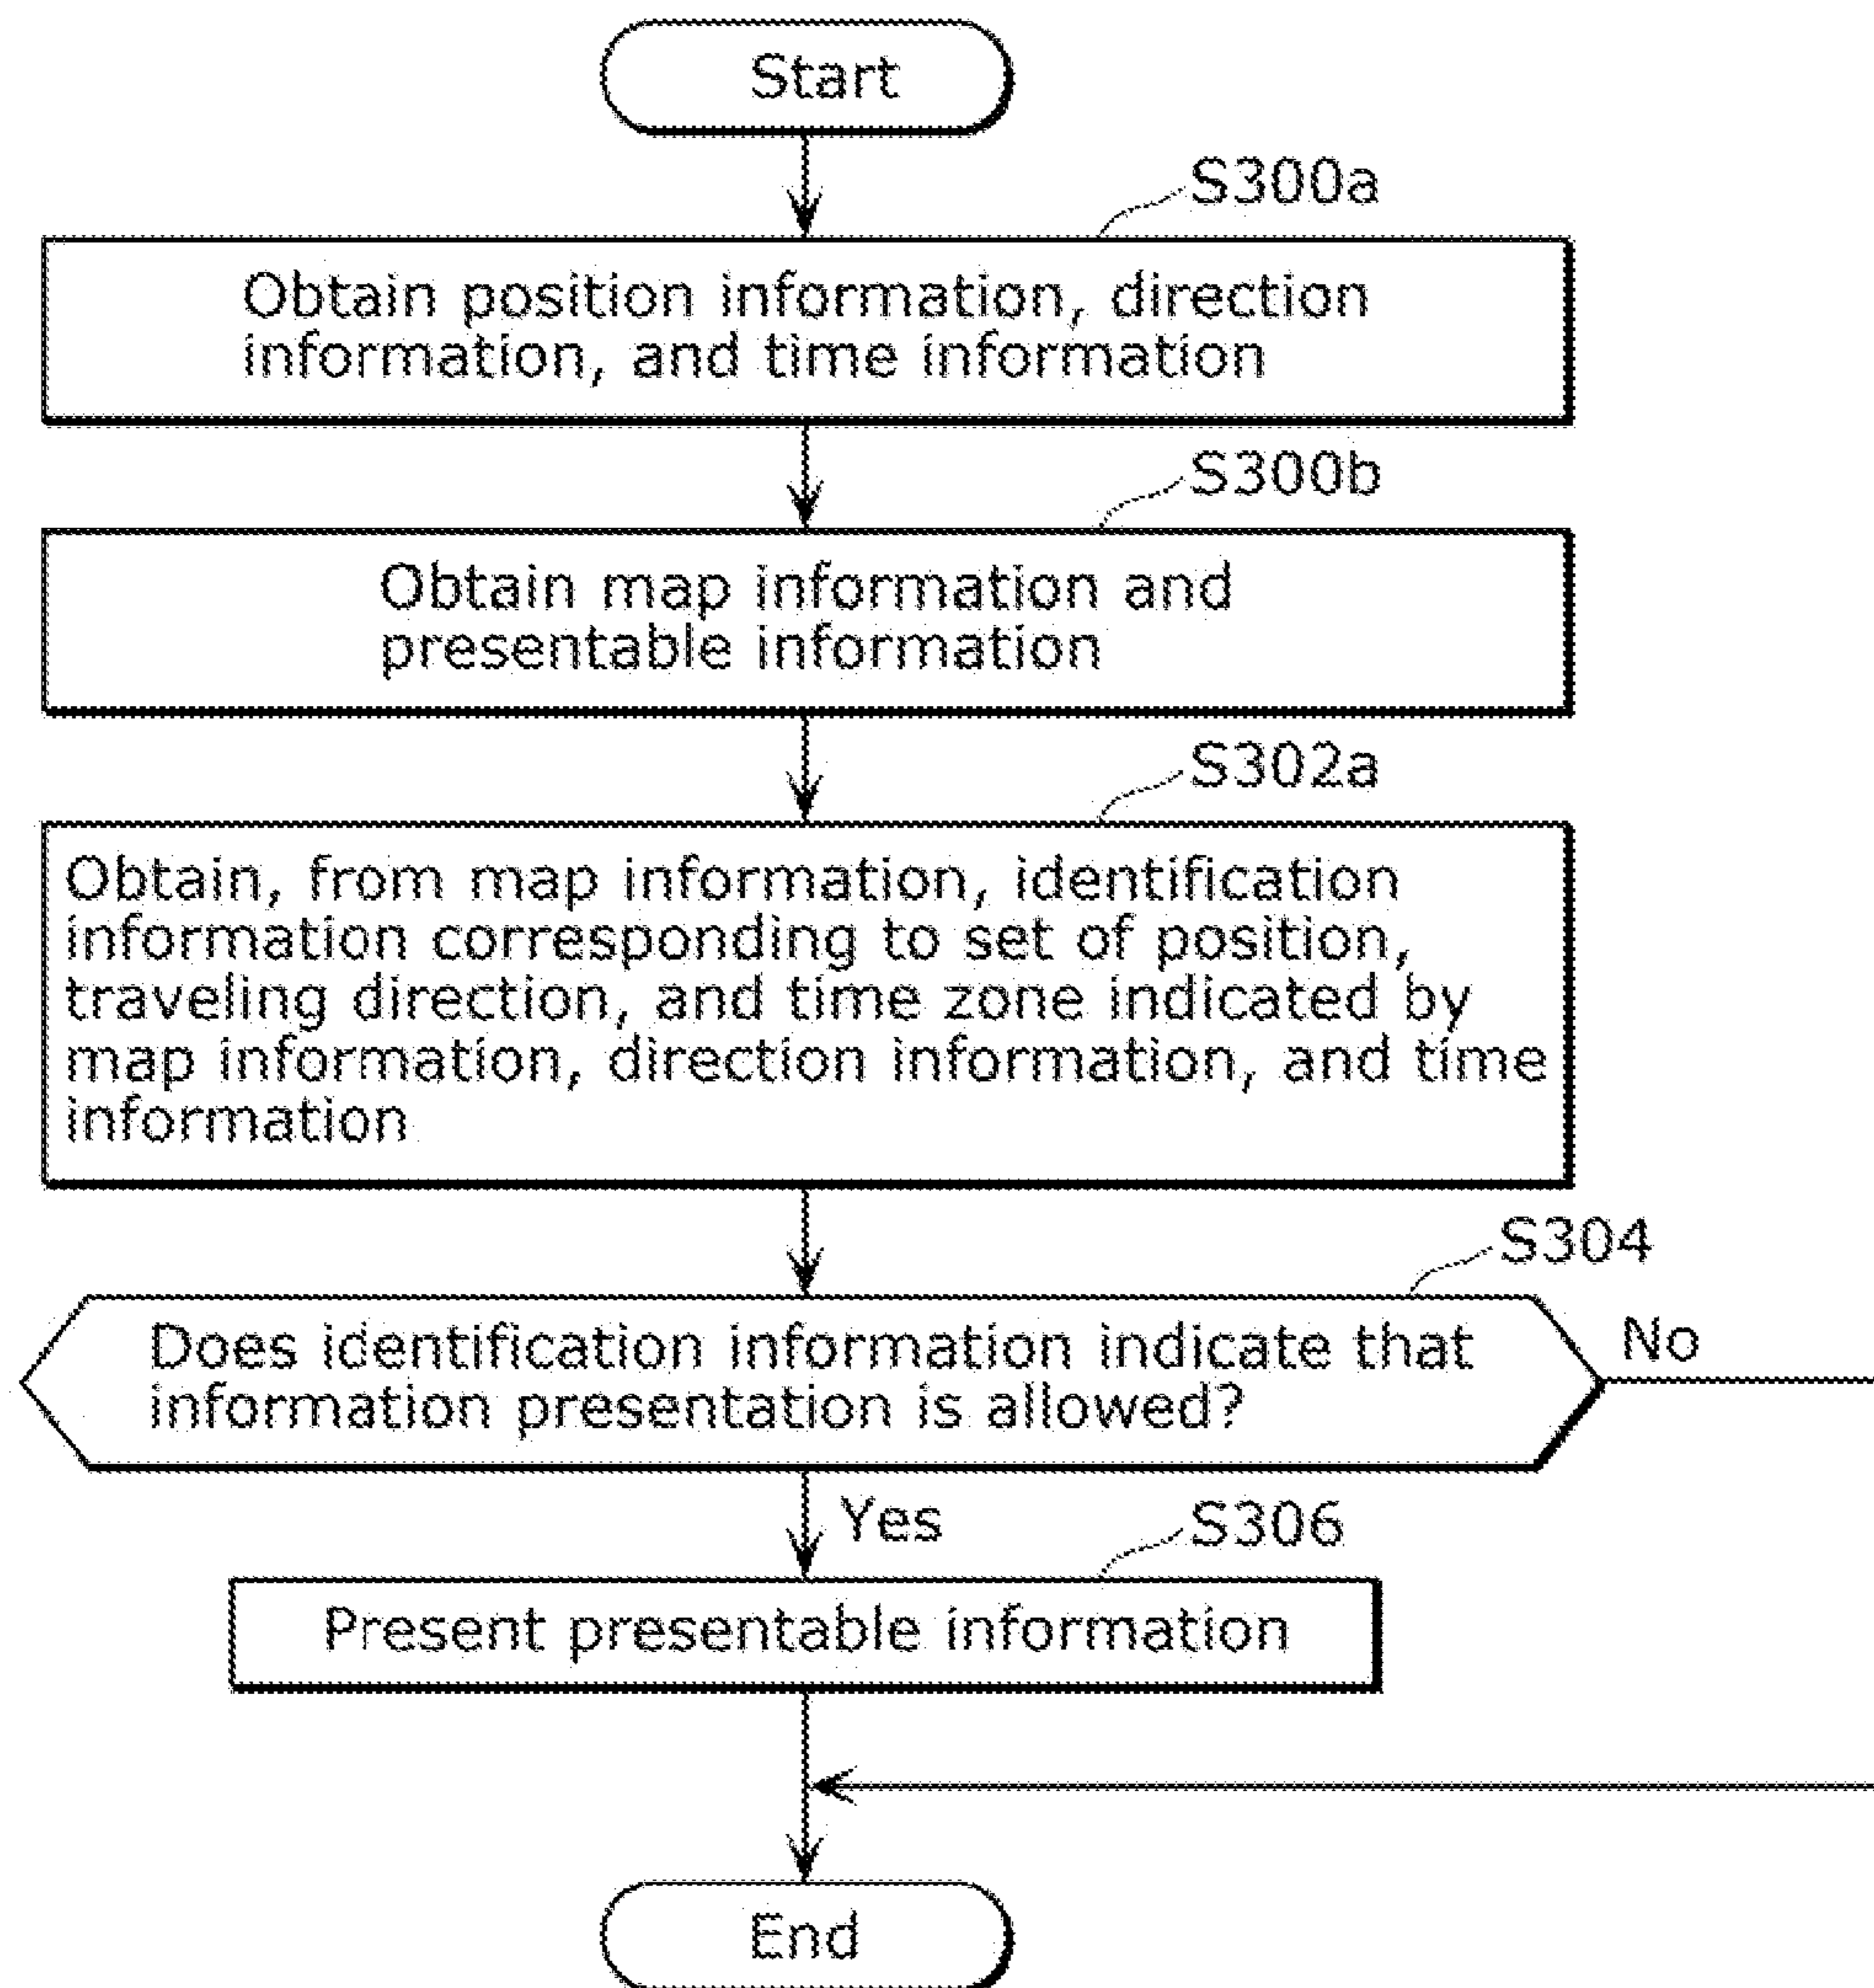 Start
S300a
Obtain position information, direction
information, and time information
S300b
Obtain map information and
presentable information
S302a
Obtain, from map information, identification
information corresponding to set of position,
traveling direction, and time zone indicated by
map information, direction information, and time
information
S304
Does identification information indicate that
information presentation is allowed?
No
Yes
S306
Present presentable information
End